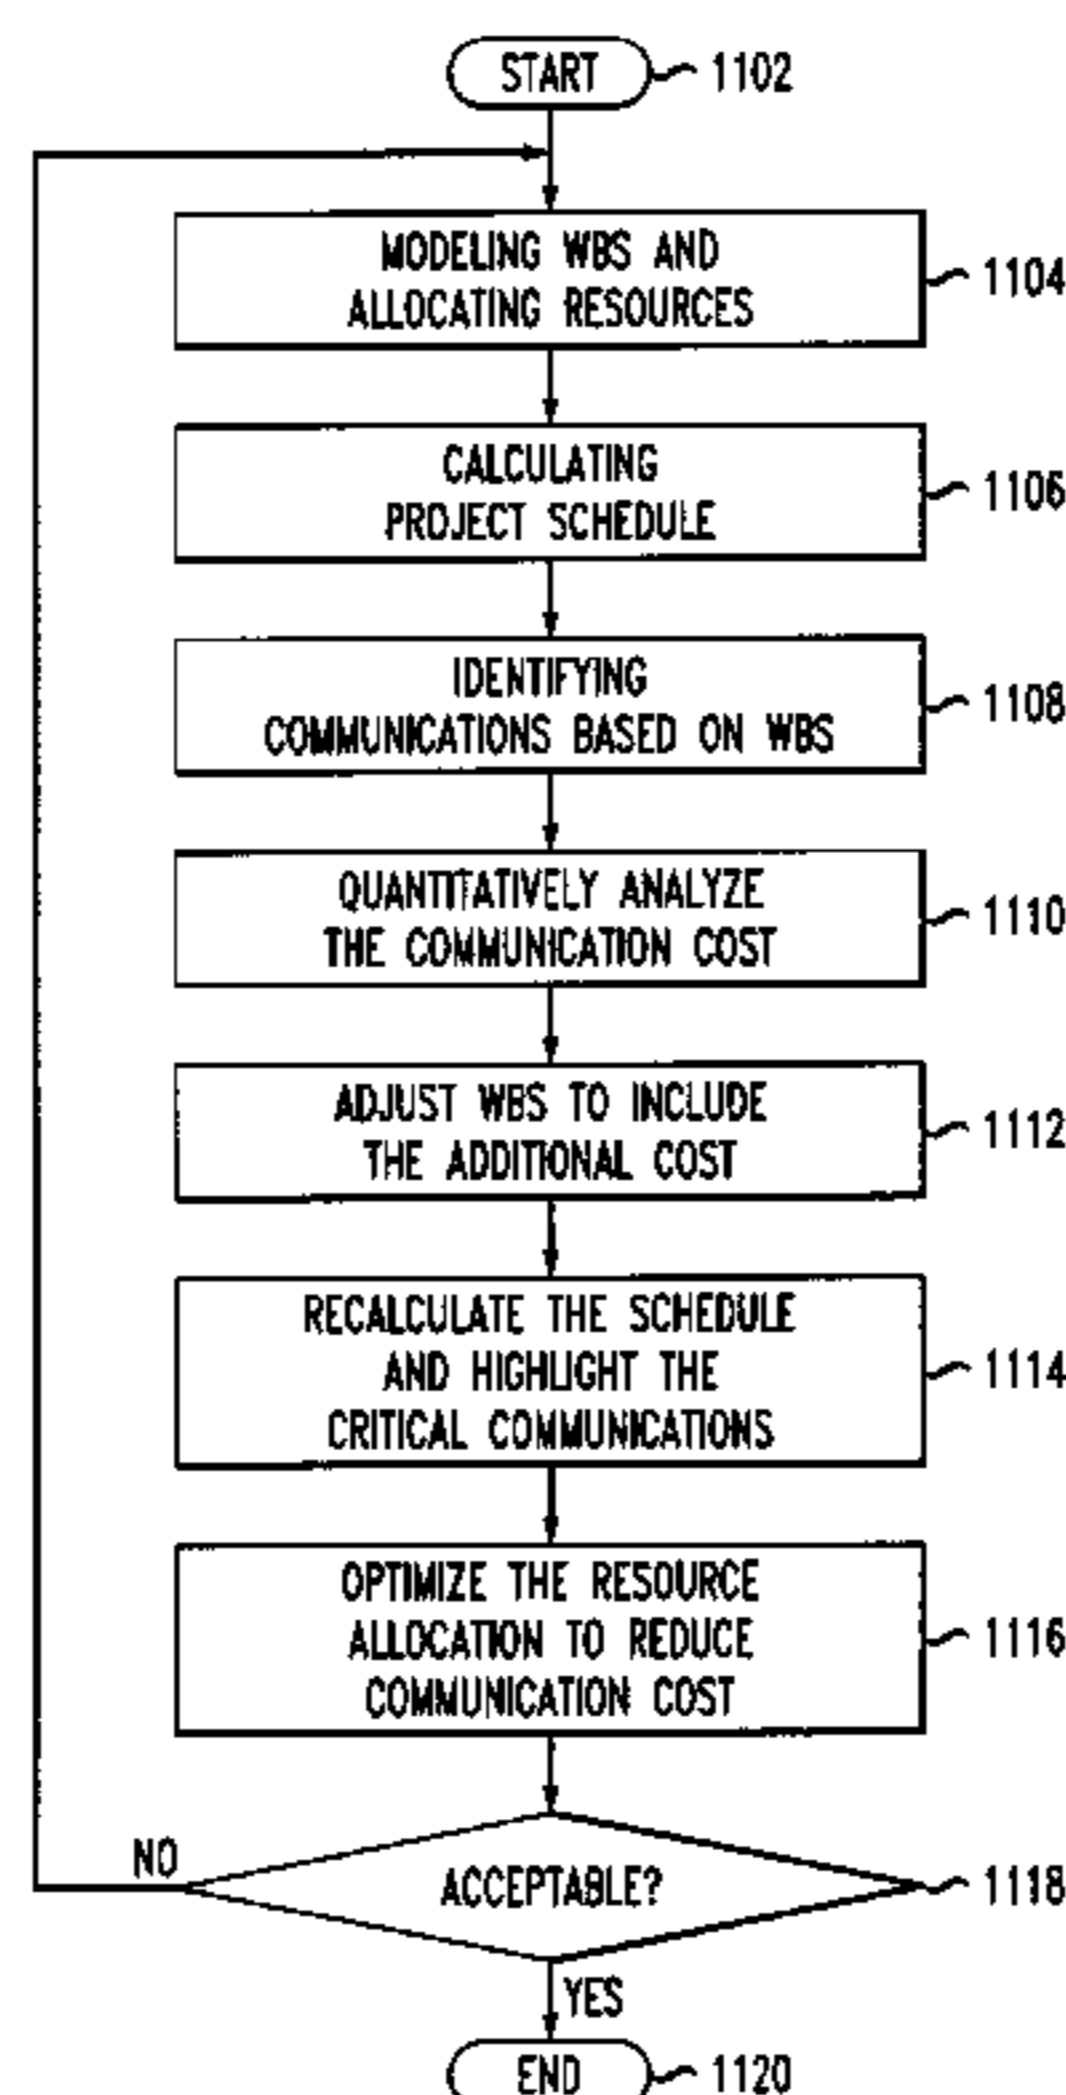 START 1102
MODELING WBS AND
ALLOCATING RESOURCES
1104
CALCULATING
PROJECT SCHEDULE
1106
IDENTIFYING
COMMUNICATIONS BASED ON WBS
1108
QUANTITATIVELY ANALYZE
THE COMMUNICATION COST
1110
ADJUST WBS TO INCLUDE
THE ADDITIONAL COST
1112
RECALCULATE THE SCHEDULE
AND HIGHLIGHT THE
CRITICAL COMMUNICATIONS
1114
OPTIMIZE THE RESOURCE
ALLOCATION TO REDUCE
COMMUNICATION COST
1116
NO
ACCEPTABLE?
1118
YES
END 1120